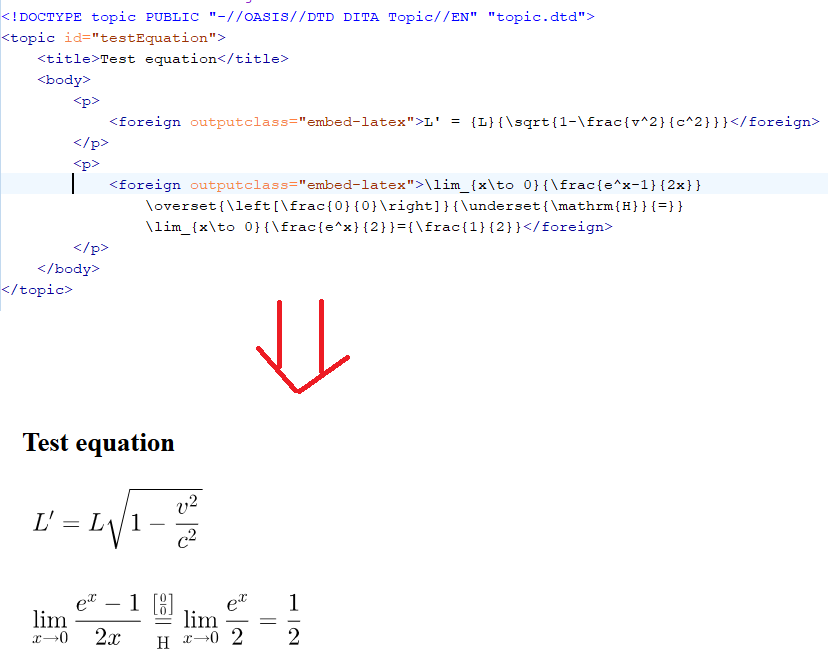 <!DOCTYPE topic PUBLIC "-//OASIS//DTD DITA Topic//EN" "topic.dtd">
<topic id="testEquation">
<title>Test equation</title>
<body>
<p>
<foreign outputclass="embed-latex">L' = {L}{\sqrt{1-\frac{v^2}{c^2}}}</foreign>
</p>
<p>
<foreign outputclass="embed-latex">\lim_{x\to 0}{\frac{e^x-1}{2x}}
\overset{\left[\frac{0}{0}\right]}{\underset{\mathrm{H}}{=}}
\lim_{x\to 0}{\frac{e^x}{2}}={\frac{1}{2}}</foreign>
</p>
</body>
</topic>
Test equation
L′ = L√(1 − v²/c²)
lim x→0 (eˣ − 1)/2x [0/0] = H lim x→0 eˣ/2 = 1/2